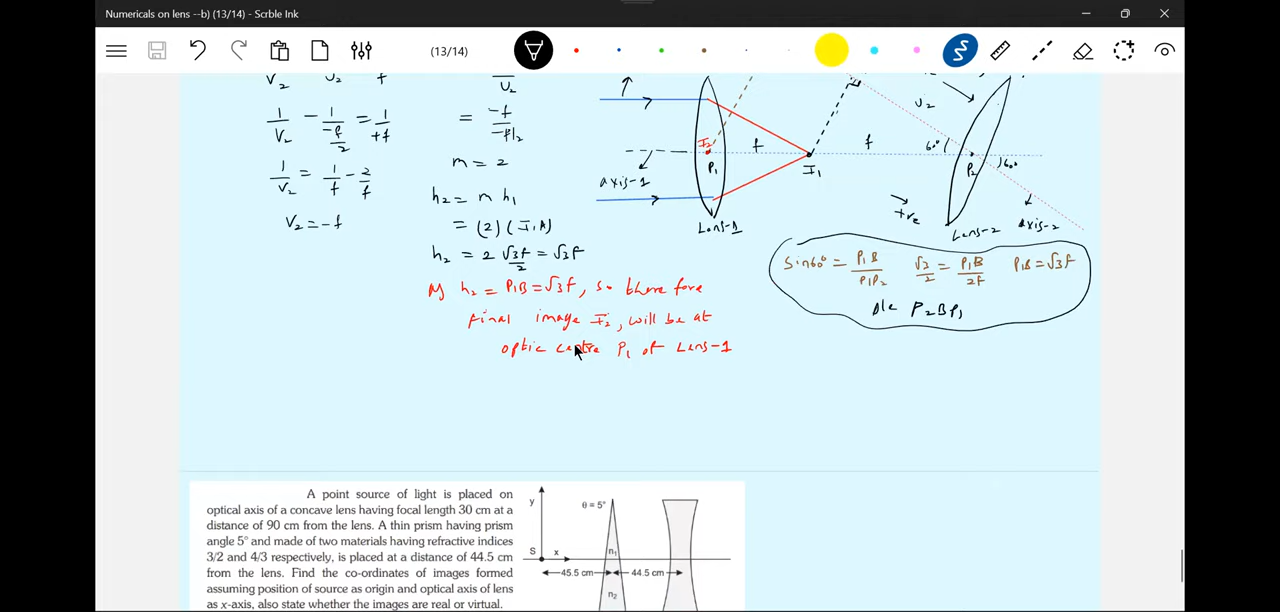 Numericals on lens --b) (13/14) - Scrble Ink
(13/14)
V₂ U₂ f
1/V₂ - 1/(-f/2) = 1/+f
1/V₂ = 1/f - 2/f
V₂ = -f
U₂
= -f/(-f/2)
m = 2
h₂ = m h₁
= (2) (I₁A)
h₂ = 2 √3f/2 = √3f
h₂ = P₁B = √3f, so there fore
final image I₂, will be at
optic centre P₁ of Lens-1
I₂
P₁
f
I₁
f
axis-1
Lens-1
U₂
60°
P₂
60°
+ve
Lens-2
axis-2
Sin60° = P₁B/P₁P₂ √3/2 = P₁B/2f P₁B = √3f
Δle P₂BP₁
A point source of light is placed on
optical axis of a concave lens having focal length 30 cm at a
distance of 90 cm from the lens. A thin prism having prism
angle 5° and made of two materials having refractive indices
3/2 and 4/3 respectively, is placed at a distance of 44.5 cm
from the lens. Find the co-ordinates of images formed
assuming position of source as origin and optical axis of lens
as x-axis, also state whether the images are real or virtual.
y
θ = 5°
S x
n₁
45.5 cm 44.5 cm
n₂